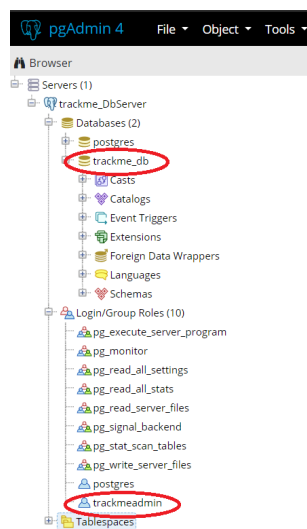 pgAdmin 4 File Object Tools
Browser
Servers (1)
trackme_DbServer
Databases (2)
postgres
trackme_db
Casts
Catalogs
Event Triggers
Extensions
Foreign Data Wrappers
Languages
Schemas
Login/Group Roles (10)
pg_execute_server_program
pg_monitor
pg_read_all_settings
pg_read_all_stats
pg_read_server_files
pg_signal_backend
pg_stat_scan_tables
pg_write_server_files
postgres
trackmeadmin
Tablespaces